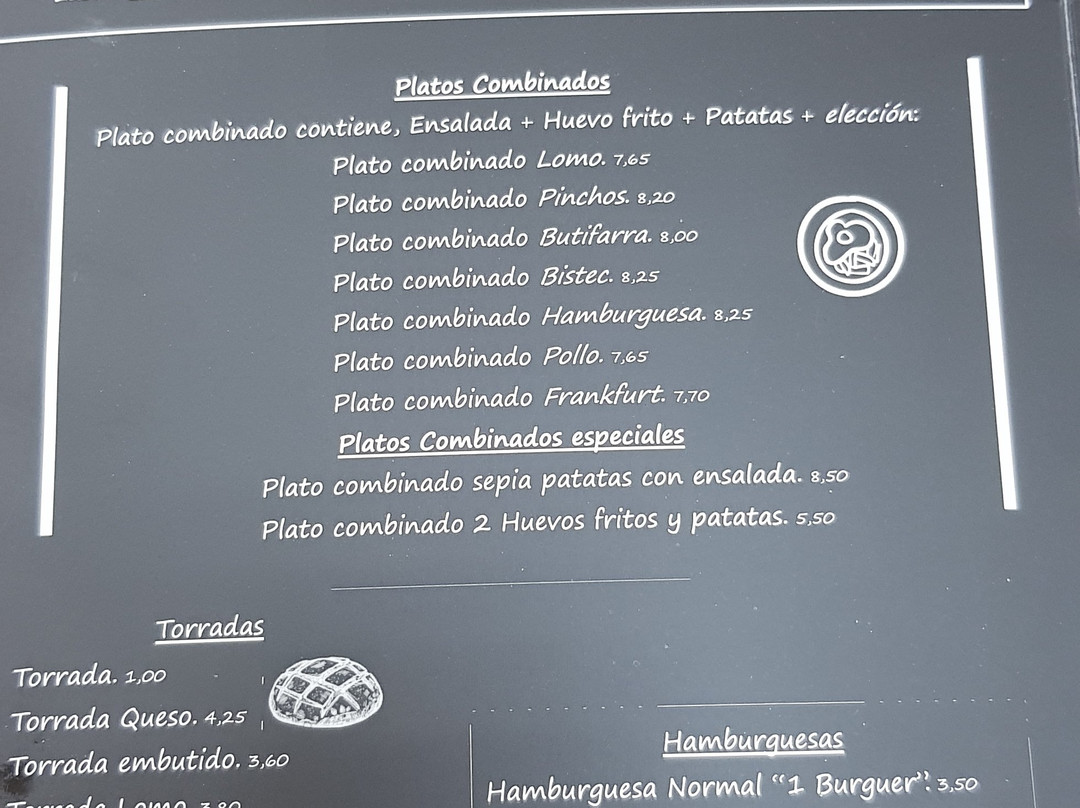 Platos Combinados
Plato combinado contiene, Ensalada + Huevo frito + Patatas + elección:
Plato combinado Lomo. 7,65
Plato combinado Pinchos. 8,20
Plato combinado Butifarra. 8,00
Plato combinado Bistec. 8,25
Plato combinado Hamburguesa. 8,25
Plato combinado Pollo. 7,65
Plato combinado Frankfurt. 7,70
Platos Combinados especiales
Plato combinado sepia patatas con ensalada. 8,50
Plato combinado 2 Huevos fritos y patatas. 5,50
Torradas
Torrada. 1,00
Torrada Queso. 4,25
Torrada embutido. 3,60
Torrada Lomo. 3,80
Hamburguesas
Hamburguesa Normal “1 Burguer”. 3,50